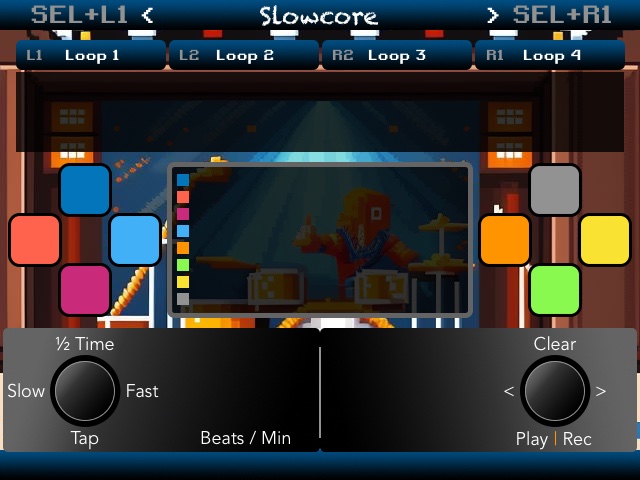 SEL+L1 < Slowcore > SEL+R1
L1 Loop 1 L2 Loop 2 R2 Loop 3 R1 Loop 4
½ Time Clear
Slow Fast < >
Tap Beats / Min Play | Rec